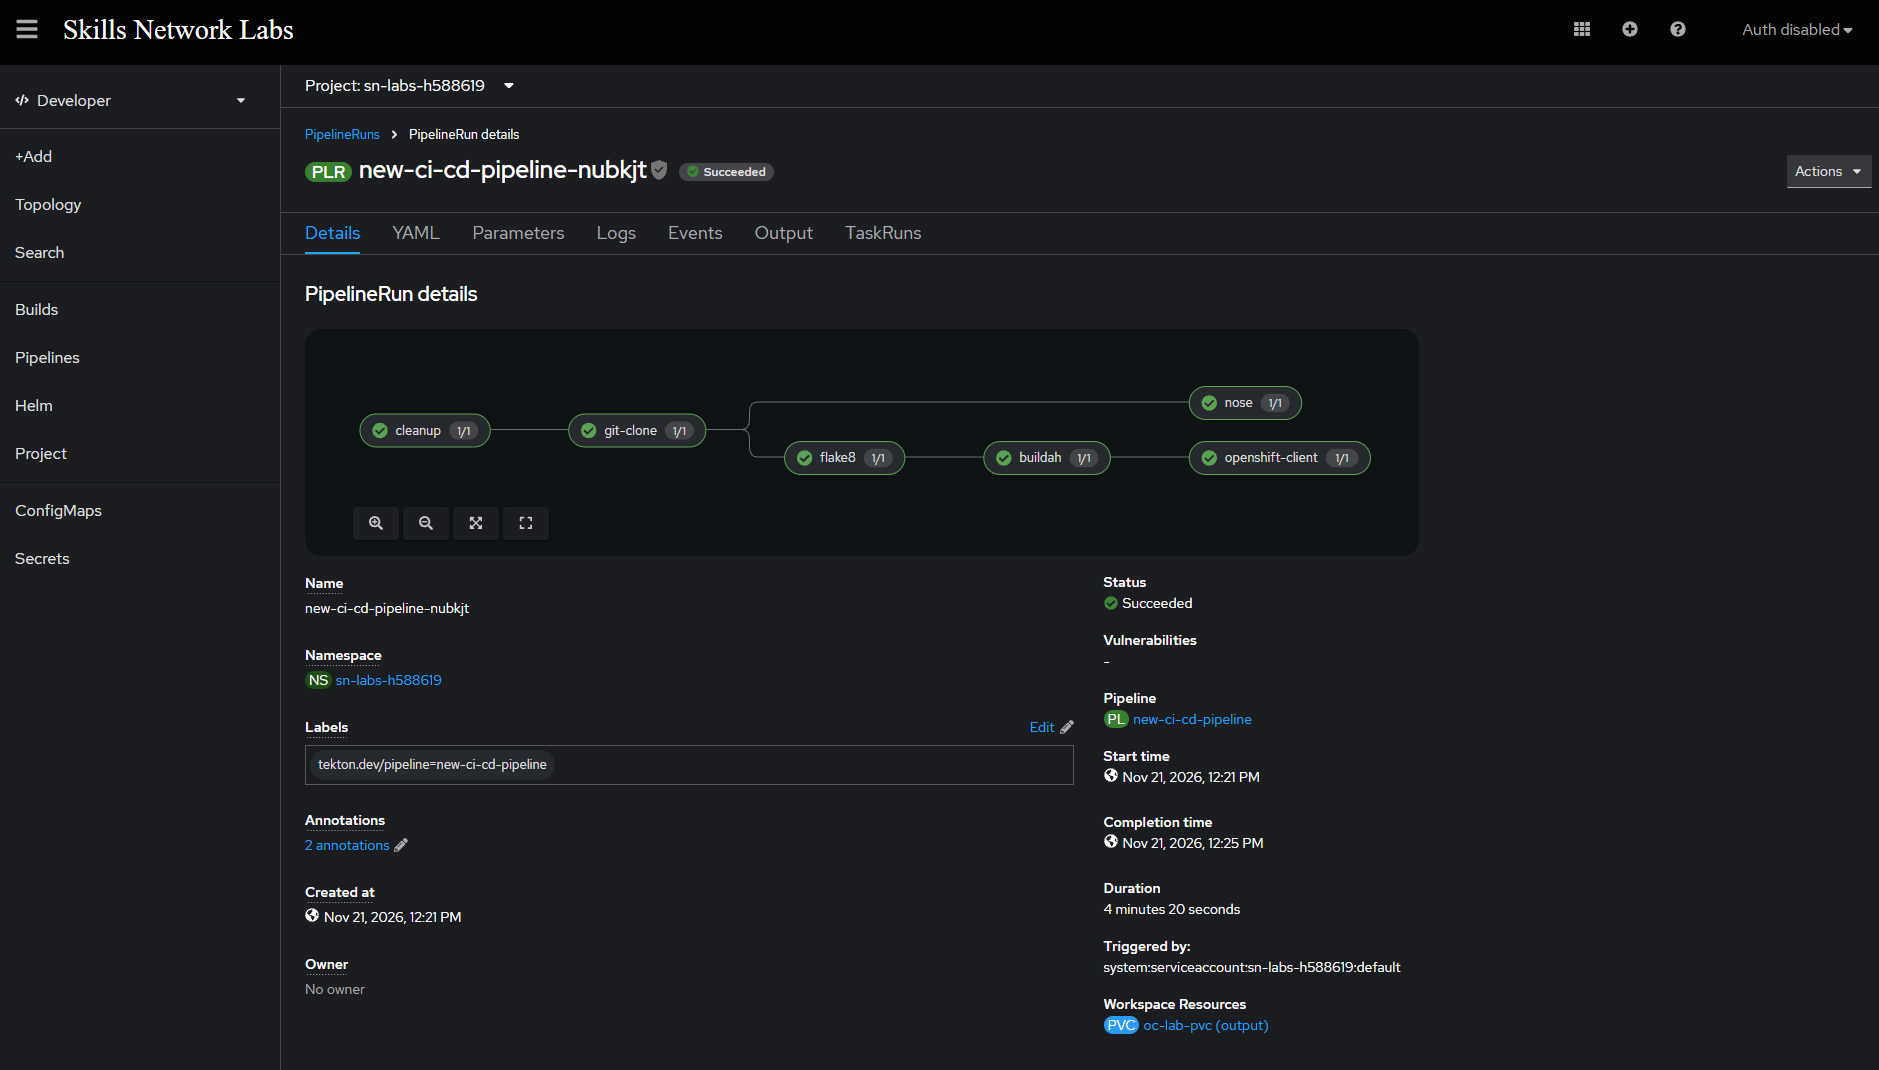 Skills Network Labs
Auth disabled
Developer
+Add
Topology
Search
Builds
Pipelines
Helm
Project
ConfigMaps
Secrets
Project: sn-labs-h588619
PipelineRuns > PipelineRun details
PLR new-ci-cd-pipeline-nubkjt Succeeded
Actions
Details YAML Parameters Logs Events Output TaskRuns
PipelineRun details
cleanup 1/1
git-clone 1/1
nose 1/1
flake8 1/1
buildah 1/1
openshift-client 1/1
Name
new-ci-cd-pipeline-nubkjt
Namespace
NS sn-labs-h588619
Labels
Edit
tekton.dev/pipeline=new-ci-cd-pipeline
Annotations
2 annotations
Created at
Nov 21, 2026, 12:21 PM
Owner
No owner
Status
Succeeded
Vulnerabilities
-
Pipeline
PL new-ci-cd-pipeline
Start time
Nov 21, 2026, 12:21 PM
Completion time
Nov 21, 2026, 12:25 PM
Duration
4 minutes 20 seconds
Triggered by:
system:serviceaccount:sn-labs-h588619:default
Workspace Resources
PVC oc-lab-pvc (output)